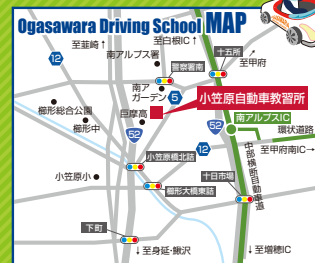 Ogasawara Driving School MAP
至韮崎↑
至白根IC↑
十五所
至甲府
南アルプス署
警察署南
12
南ア
ガーデン
5
小笠原自動車教習所
櫛形総合公園
櫛形中
巨摩高
52
52
南アルプスIC
環状道路
至甲府南IC→
小笠原橋北詰
12
小笠原小
櫛形大橋東詰
十日市場
中部横断自動車道
下町
↓至身延・鰍沢
↓至増穂IC